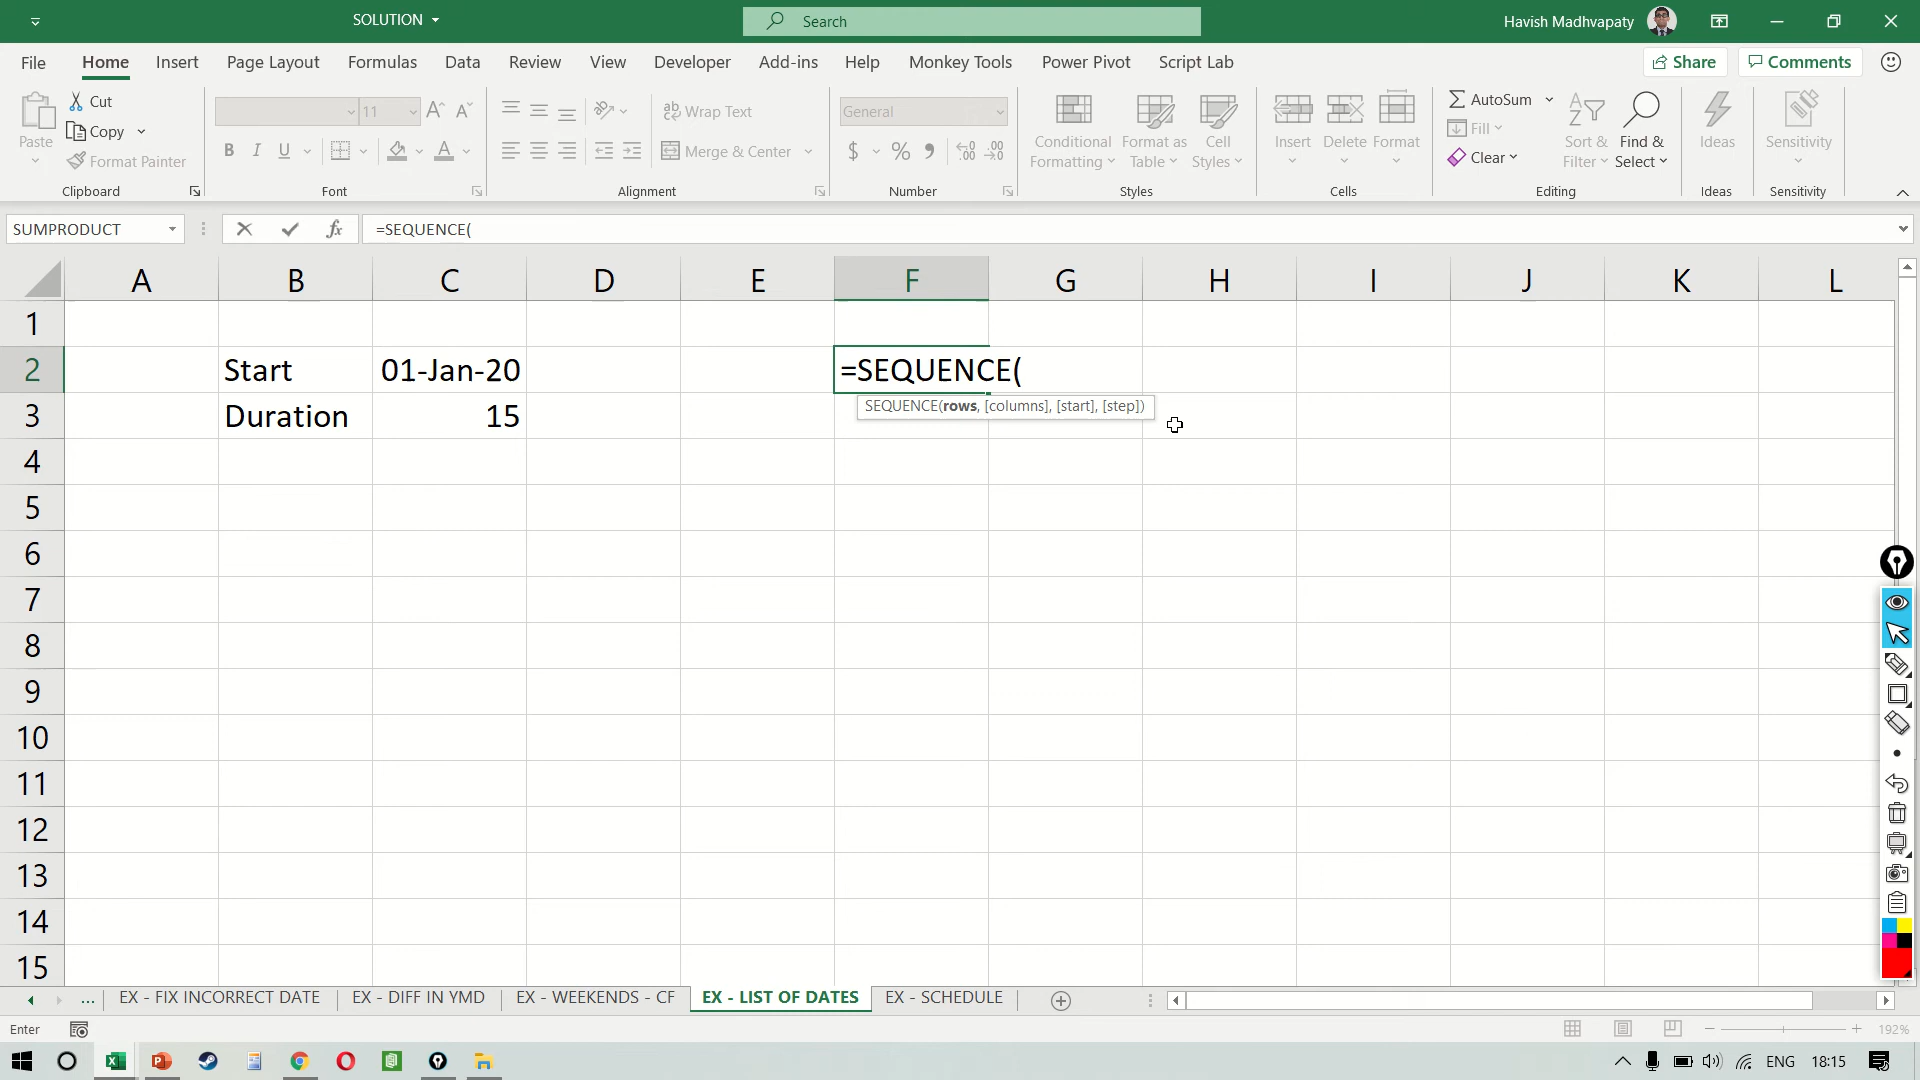 SOLUTION
Search
Havish Madhvapaty
File Home Insert Page Layout Formulas Data Review View Developer Add-ins Help Monkey Tools Power Pivot Script Lab Share Comments
Paste
Cut
Copy
Format Painter
Clipboard
11
B I U A
Font
ab Wrap Text
Merge & Center
Alignment
General
$ % 9 .00
Number
Conditional Formatting
Format as Table
Cell Styles
Styles
Insert Delete Format
Cells
AutoSum
Fill
Clear
Sort & Filter
Find & Select
Editing
Ideas
Ideas
Sensitivity
Sensitivity
SUMPRODUCT fx =SEQUENCE(
A B C D E F G H I J K L
1
2 Start 01-Jan-20 =SEQUENCE(
SEQUENCE(rows, [columns], [start], [step])
3 Duration 15
4
5
6
7
8
9
10
11
12
13
14
15
... EX - FIX INCORRECT DATE EX - DIFF IN YMD EX - WEEKENDS - CF EX - LIST OF DATES EX - SCHEDULE
Enter 192%
ENG 18:15